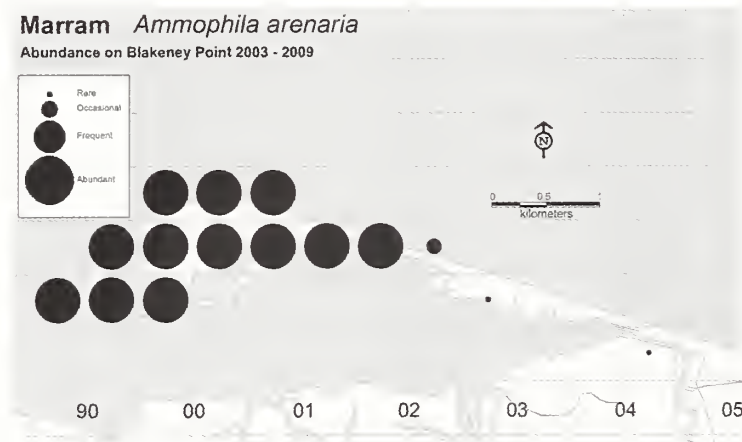 Marram Ammophila arenaria
Abundance on Blakeney Point 2003 - 2009
Rare
Occasional
Frequent
Abundant
N
0 0.5 1
kilometers
90 00 01 02 03 04 05